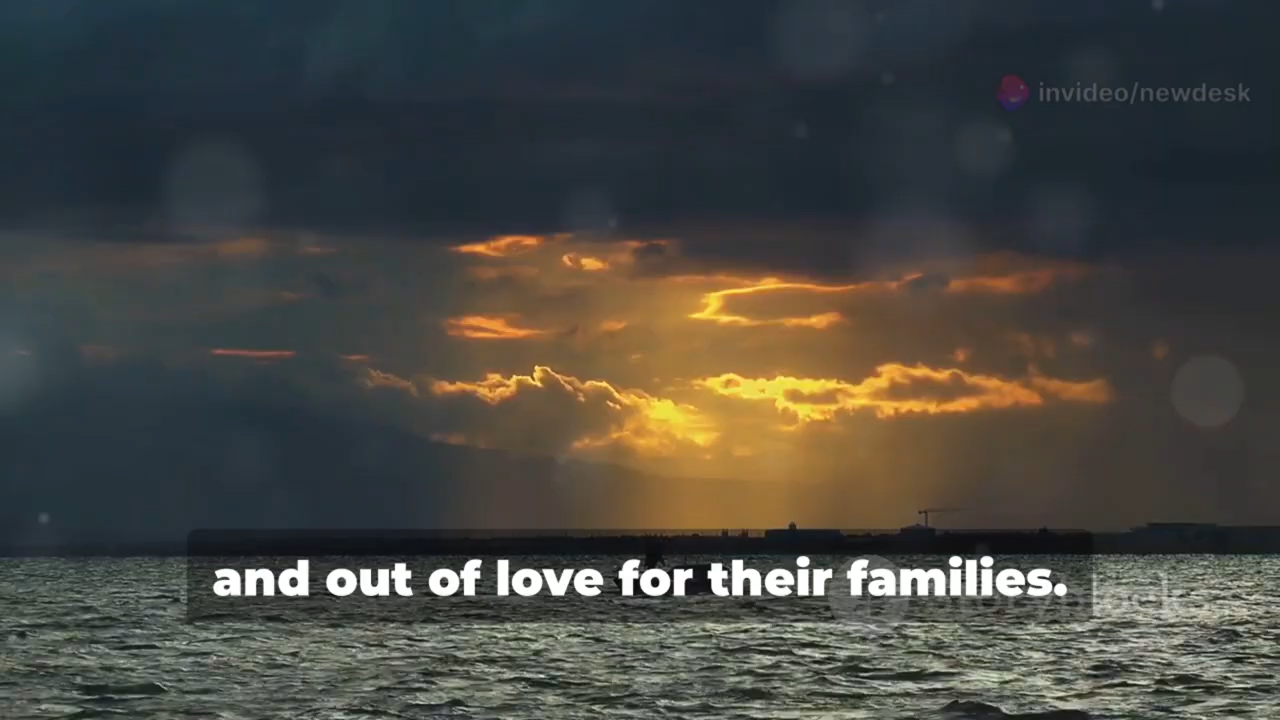 invideo/newdesk
and out of love for their families.